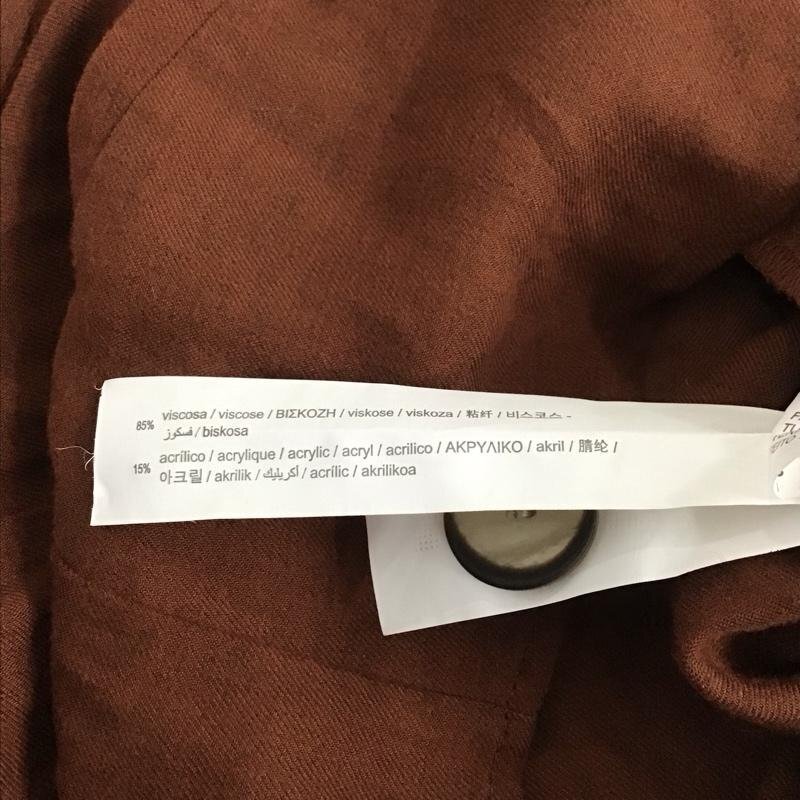 85% viscosa / viscose / ΒΙΣΚΟΖΗ / viskose / viskoza / 粘纤 / 비스코스 -
فسكوز / biskosa
15% acrílico / acrylique / acrylic / acryl / acrilico / ΑΚΡΥΛΙΚΟ / akril / 腈纶 /
아크릴 / akrilik / أكريليك / acrílic / akrilikoa